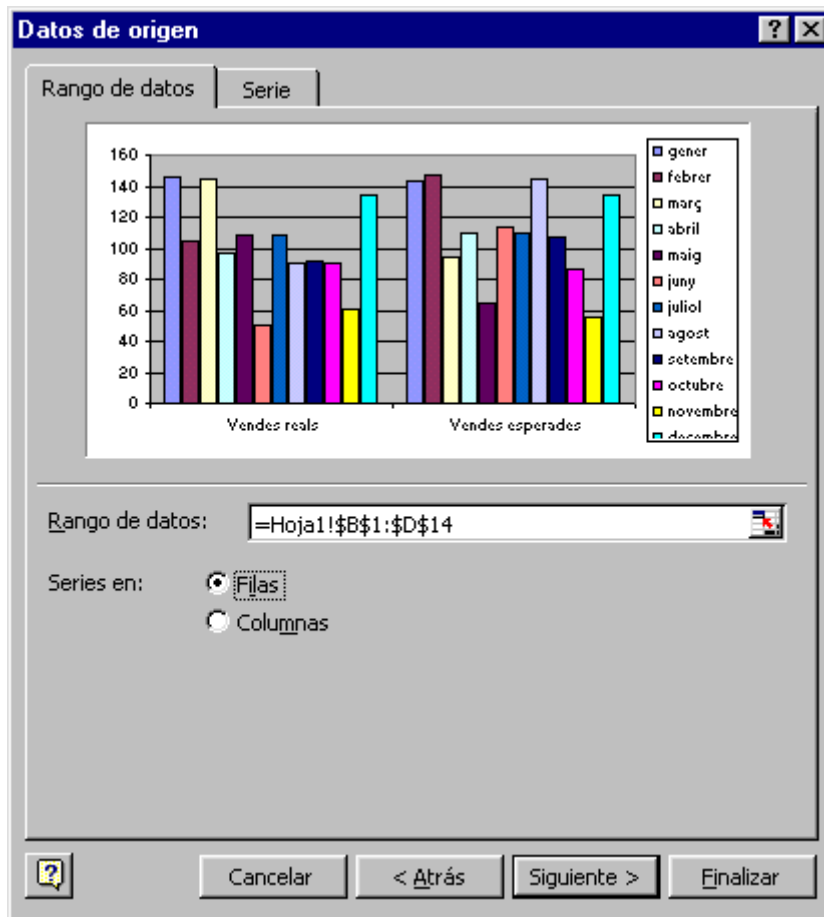 Datos de origen
Rango de datos
Serie
160
140
120
100
80
60
40
20
0
Vendes reals
Vendes esperades
gener
febrer
març
abril
maig
juny
juliol
agost
setembre
octubre
novembre
decembre
Rango de datos:
=Hoja1!$B$1:$D$14
Series en:
Filas
Columnas
Cancelar
< Atrás
Siguiente >
Finalizar